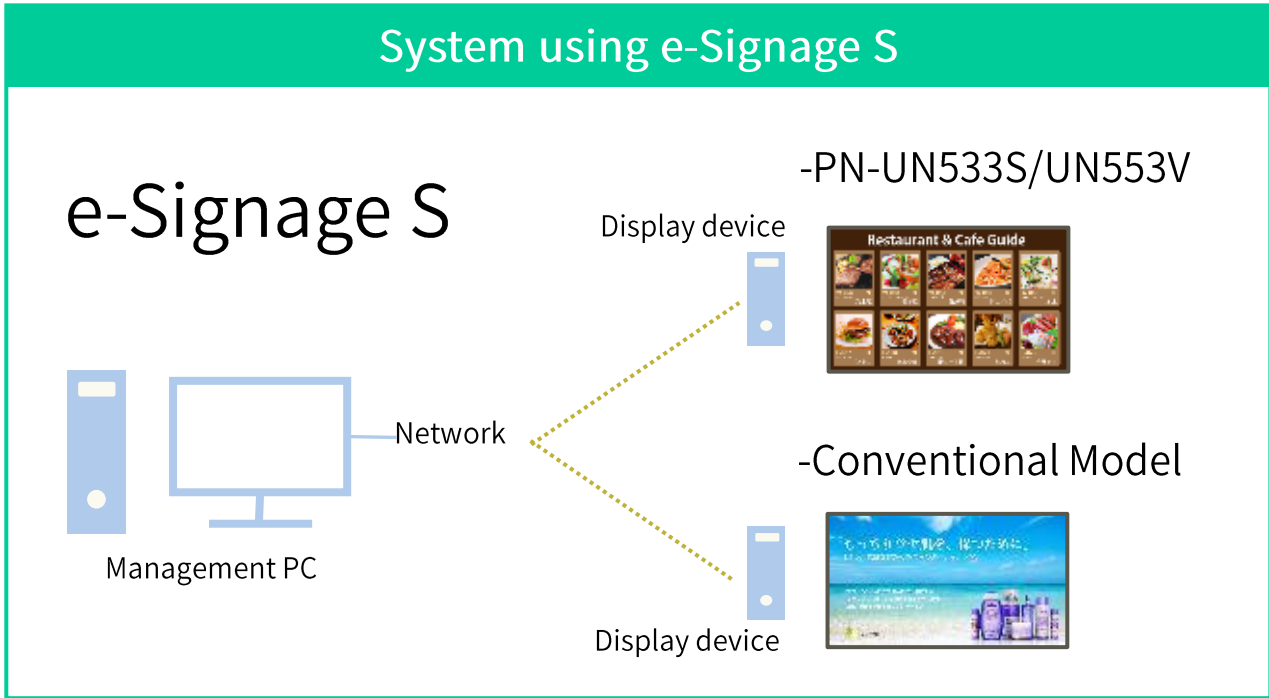 System using e-Signage S
e-Signage S
-PN-UN533S/UN553V
Display device
Restaurant & Cafe Guide
Network
-Conventional Model
Management PC
Display device